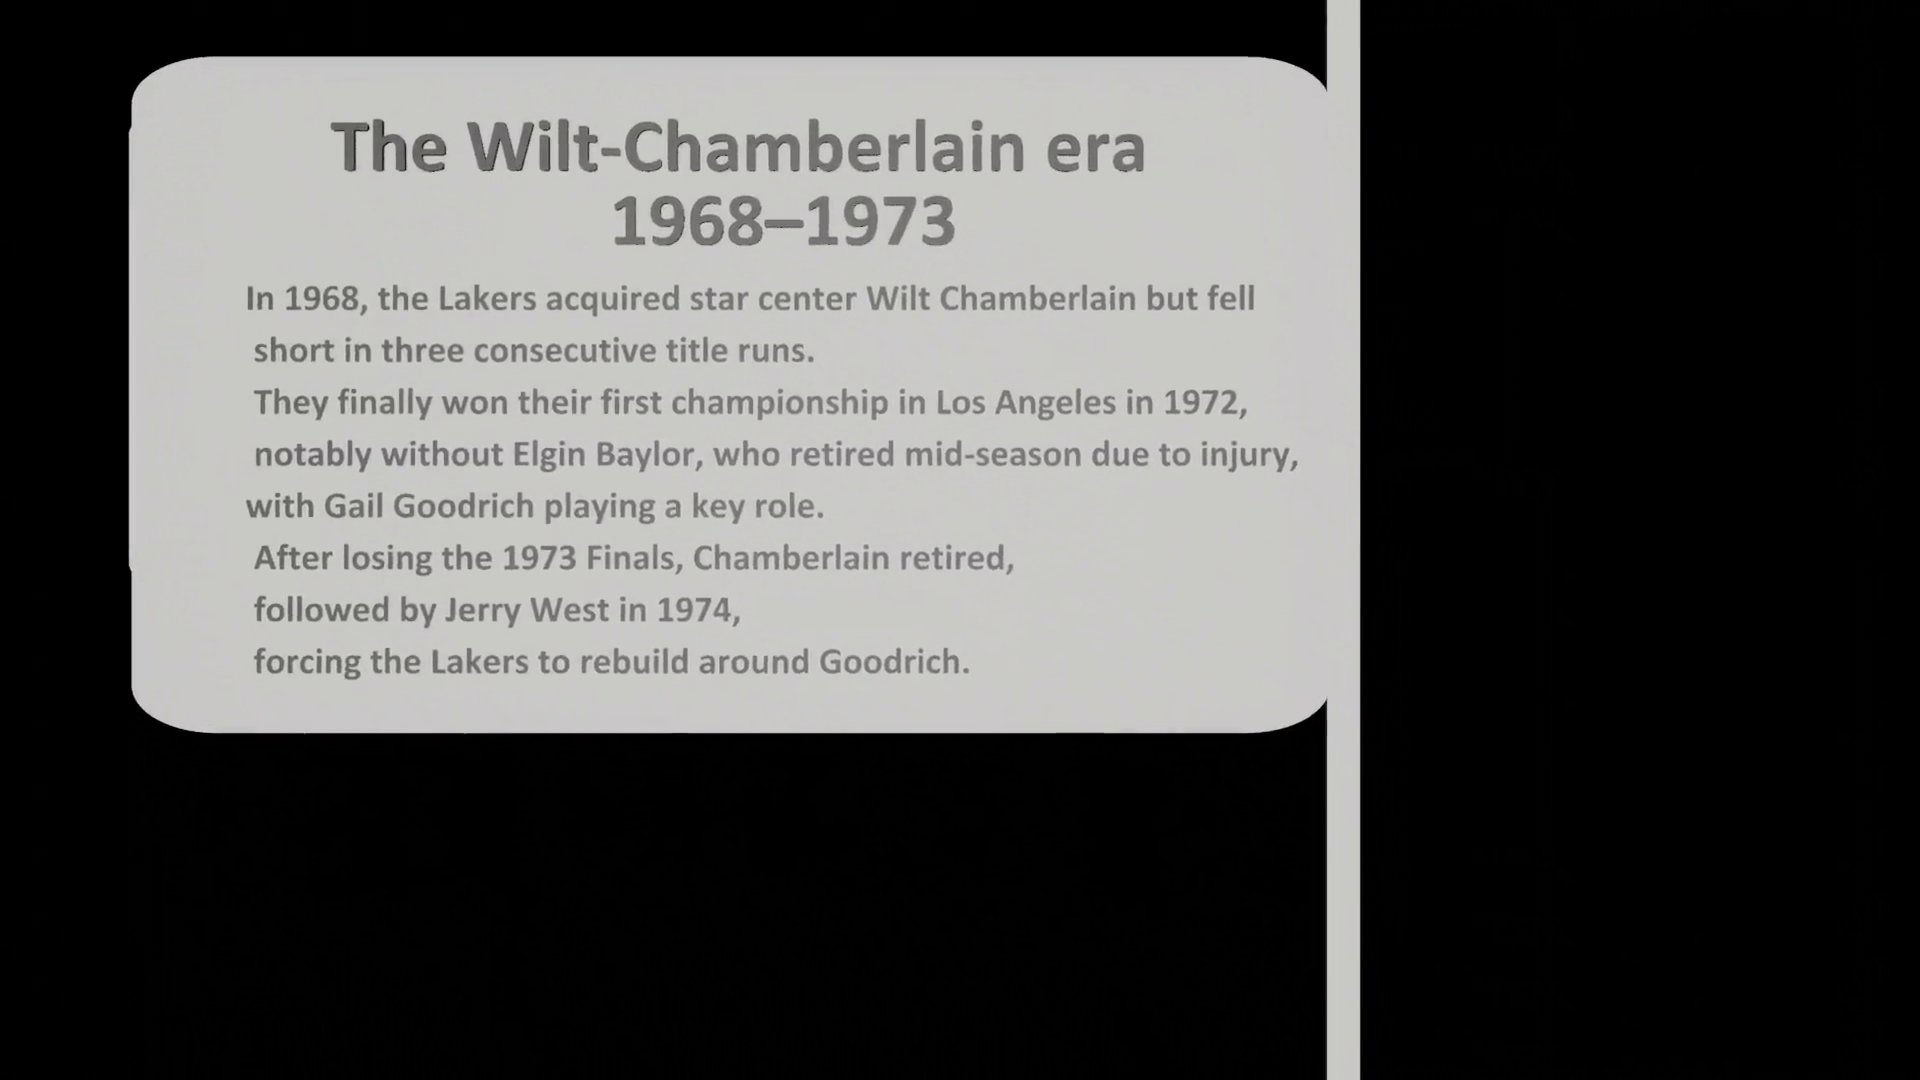 The Wilt-Chamberlain era
1968–1973
In 1968, the Lakers acquired star center Wilt Chamberlain but fell
short in three consecutive title runs.
They finally won their first championship in Los Angeles in 1972,
notably without Elgin Baylor, who retired mid-season due to injury,
with Gail Goodrich playing a key role.
After losing the 1973 Finals, Chamberlain retired,
followed by Jerry West in 1974,
forcing the Lakers to rebuild around Goodrich.